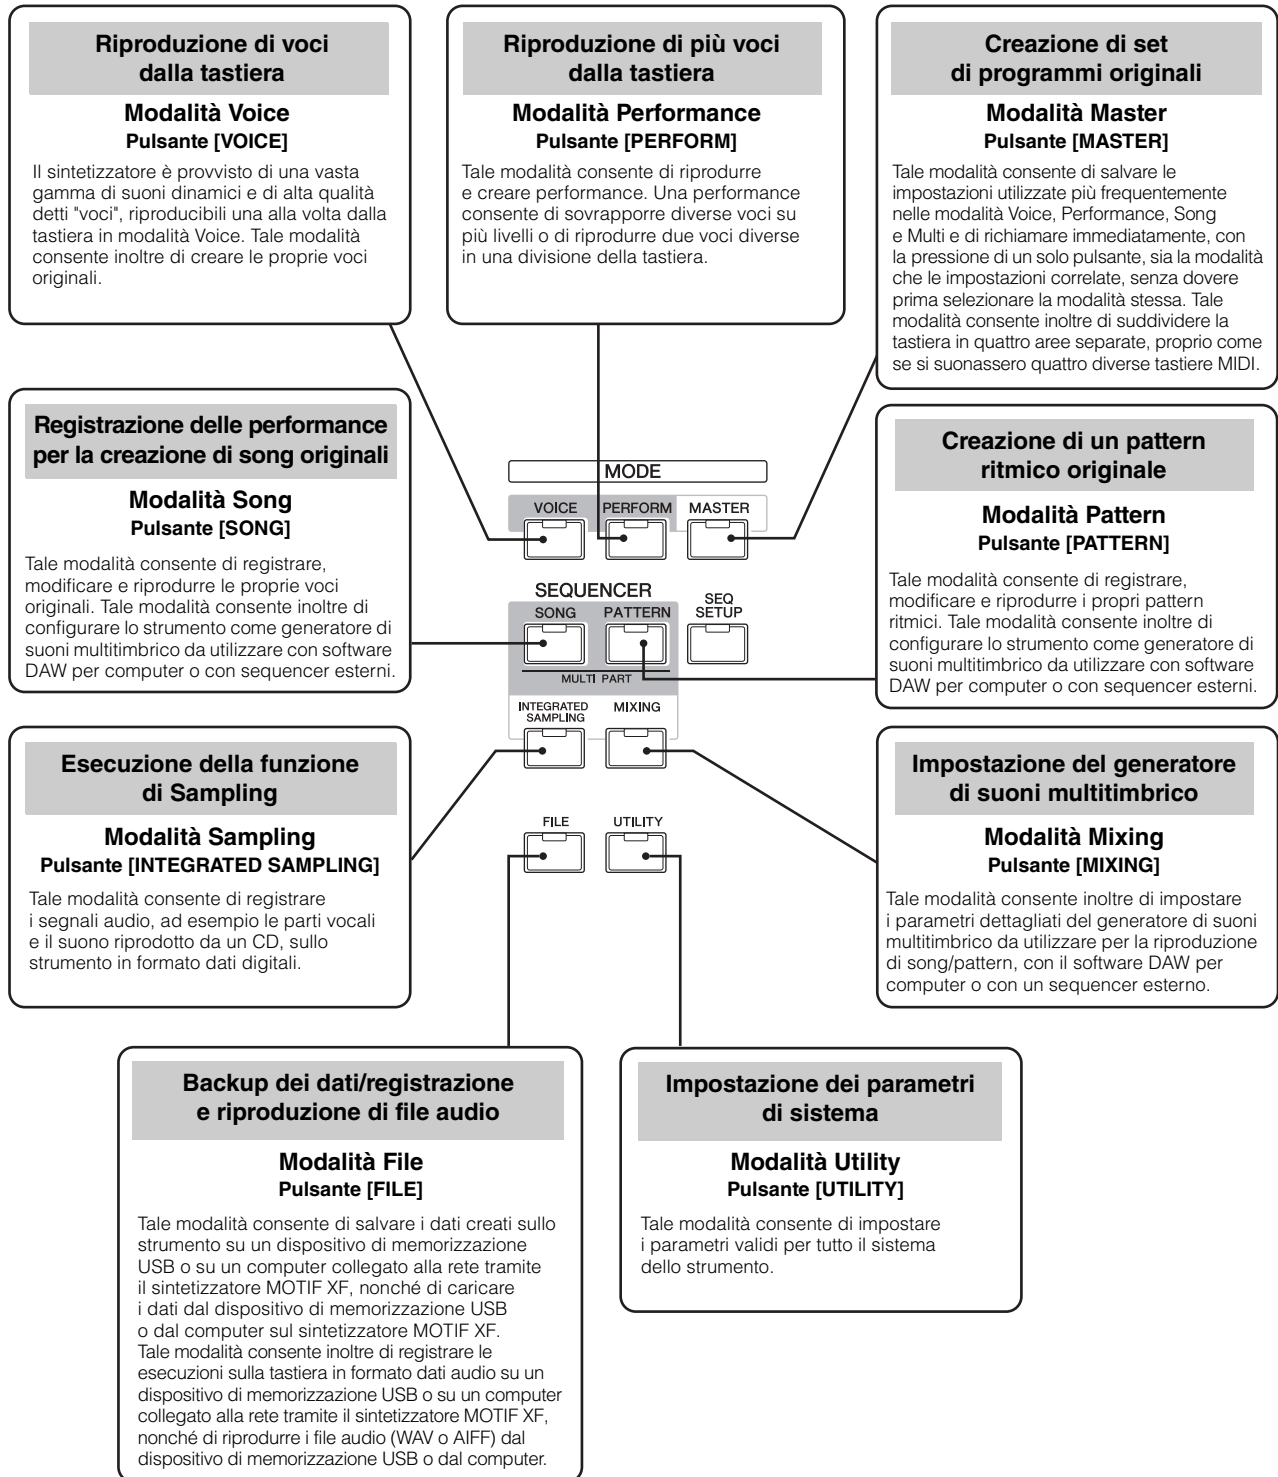 Riproduzione di voci
dalla tastiera
Modalità Voice
Pulsante [VOICE]
Il sintetizzatore è provvisto di una vasta
gamma di suoni dinamici e di alta qualità
detti "voci", riproducibili una alla volta dalla
tastiera in modalità Voice. Tale modalità
consente inoltre di creare le proprie voci
originali.
Riproduzione di più voci
dalla tastiera
Modalità Performance
Pulsante [PERFORM]
Tale modalità consente di riprodurre
e creare performance. Una performance
consente di sovrapporre diverse voci su
più livelli o di riprodurre due voci diverse
in una divisione della tastiera.
Creazione di set
di programmi originali
Modalità Master
Pulsante [MASTER]
Tale modalità consente di salvare le
impostazioni utilizzate più frequentemente
nelle modalità Voice, Performance, Song
e Multi e di richiamare immediatamente, con
la pressione di un solo pulsante, sia la modalità
che le impostazioni correlate, senza dovere
prima selezionare la modalità stessa. Tale
modalità consente inoltre di suddividere la
tastiera in quattro aree separate, proprio come
se si suonassero quattro diverse tastiere MIDI.
Registrazione delle performance
per la creazione di song originali
Modalità Song
Pulsante [SONG]
Tale modalità consente di registrare,
modificare e riprodurre le proprie voci
originali. Tale modalità consente inoltre di
configurare lo strumento come generatore di
suoni multitimbrico da utilizzare con software
DAW per computer o con sequencer esterni.
MODE
VOICE PERFORM MASTER
SEQUENCER
SONG PATTERN
SEQ
SETUP
MULTI PART
INTEGRATED
SAMPLING
MIXING
FILE UTILITY
Creazione di un pattern
ritmico originale
Modalità Pattern
Pulsante [PATTERN]
Tale modalità consente di registrare,
modificare e riprodurre i propri pattern
ritmici. Tale modalità consente inoltre di
configurare lo strumento come generatore di
suoni multitimbrico da utilizzare con software
DAW per computer o con sequencer esterni.
Esecuzione della funzione
di Sampling
Modalità Sampling
Pulsante [INTEGRATED SAMPLING]
Tale modalità consente di registrare
i segnali audio, ad esempio le parti vocali
e il suono riprodotto da un CD, sullo
strumento in formato dati digitali.
Impostazione del generatore
di suoni multitimbrico
Modalità Mixing
Pulsante [MIXING]
Tale modalità consente inoltre di impostare
i parametri dettagliati del generatore di suoni
multitimbrico da utilizzare per la riproduzione
di song/pattern, con il software DAW per
computer o con un sequencer esterno.
Backup dei dati/registrazione
e riproduzione di file audio
Modalità File
Pulsante [FILE]
Tale modalità consente di salvare i dati creati sullo
strumento su un dispositivo di memorizzazione
USB o su un computer collegato alla rete tramite
il sintetizzatore MOTIF XF, nonché di caricare
i dati dal dispositivo di memorizzazione USB
o dal computer sul sintetizzatore MOTIF XF.
Tale modalità consente inoltre di registrare le
esecuzioni sulla tastiera in formato dati audio su un
dispositivo di memorizzazione USB o su un computer
collegato alla rete tramite il sintetizzatore MOTIF XF,
nonché di riprodurre i file audio (WAV o AIFF) dal
dispositivo di memorizzazione USB o dal computer.
Impostazione dei parametri
di sistema
Modalità Utility
Pulsante [UTILITY]
Tale modalità consente di impostare
i parametri validi per tutto il sistema
dello strumento.